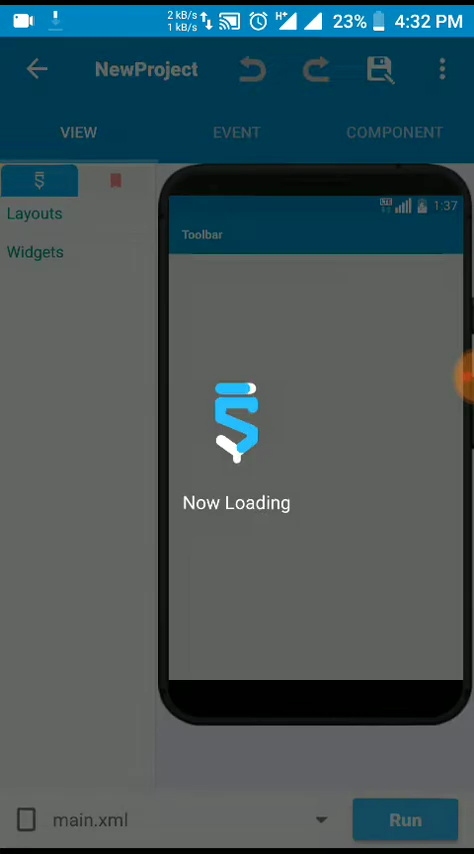 2 kB/s
1 kB/s
H+
23%
4:32 PM
NewProject
VIEW
EVENT
COMPONENT
Layouts
Widgets
LTE
1:37
Toolbar
Now Loading
main.xml
Run